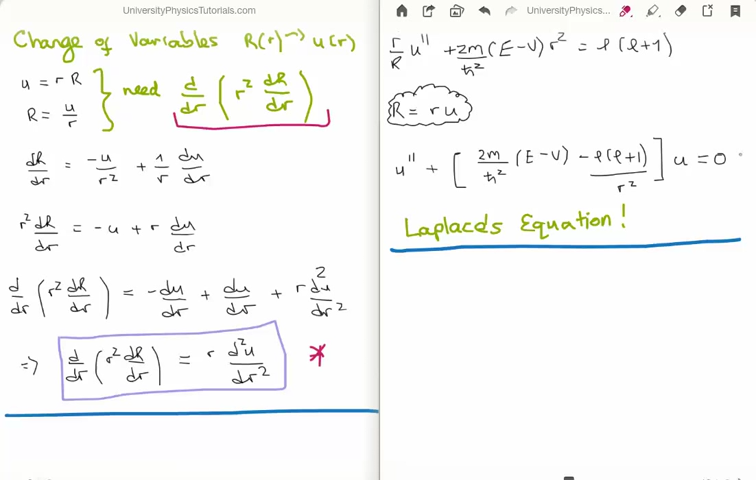 UniversityPhysicsTutorials.com
Change of Variables R(r) → u(r)
u = r R
R = u/r
need d/dr ( r² dR/dr )
dR/dr = -u/r² + 1/r du/dr
r² dR/dr = -u + r du/dr
d/dr ( r² dR/dr ) = -du/dr + du/dr + r d²u/dr²
=> d/dr ( r² dR/dr ) = r d²u/dr² *
UniversityPhysics...
r/R u'' + 2m/ħ² (E-V) r² = ℓ(ℓ+1)
R = r u
u'' + [ 2m/ħ² (E-V) - ℓ(ℓ+1)/r² ] u = 0
Laplace's Equation!